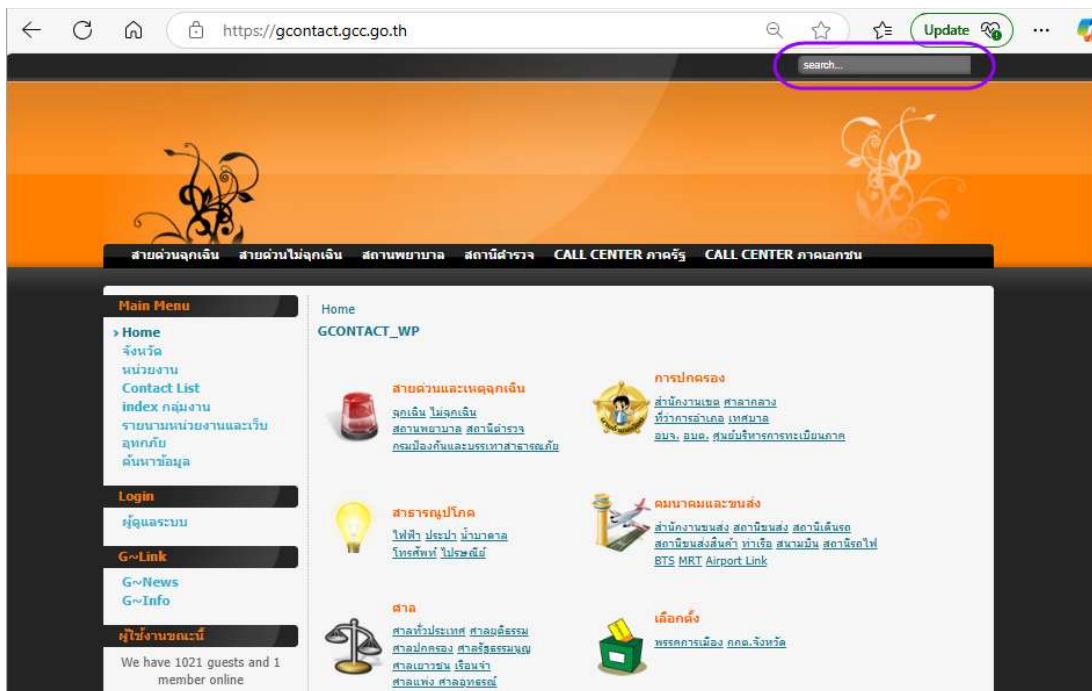 https://gcontact.gcc.go.th
Update
search...
สายด่วนฉุกเฉิน สายด่วนไม่ฉุกเฉิน สถานพยาบาล สถานีตำรวจ CALL CENTER ภาครัฐ CALL CENTER ภาคเอกชน
Main Menu
Home
จังหวัด
หน่วยงาน
Contact List
index กลุ่มงาน
รายนามหน่วยงานและเว็บ
อุทกภัย
ค้นหาข้อมูล
Login
ผู้ดูแลระบบ
G~Link
G~News
G~Info
ผู้ใช้งานขณะนี้
We have 1021 guests and 1
member online
Home
GCONTACT_WP
สายด่วนและเหตุฉุกเฉิน
ฉุกเฉิน ไม่ฉุกเฉิน
สถานพยาบาล สถานีตำรวจ
กรมป้องกันและบรรเทาสาธารณภัย
การปกครอง
สำนักงานเขต ศาลากลาง
ที่ว่าการอำเภอ เทศบาล
อบจ. อบต. ศูนย์บริหารการทะเบียนภาค
สาธารณูปโภค
ไฟฟ้า ประปา น้ำบาดาล
โทรศัพท์ ไปรษณีย์
คมนาคมและขนส่ง
สำนักงานขนส่ง สถานีขนส่ง สถานีเดินรถ
สถานีขนส่งสินค้า ท่าเรือ สนามบิน สถานีรถไฟ
BTS MRT Airport Link
ศาล
ศาลทั่วประเทศ ศาลยุติธรรม
ศาลปกครอง ศาลรัฐธรรมนูญ
ศาลเยาวชน เรือนจำ
ศาลแพ่ง ศาลอุทธรณ์
เลือกตั้ง
พรรคการเมือง กกต.จังหวัด